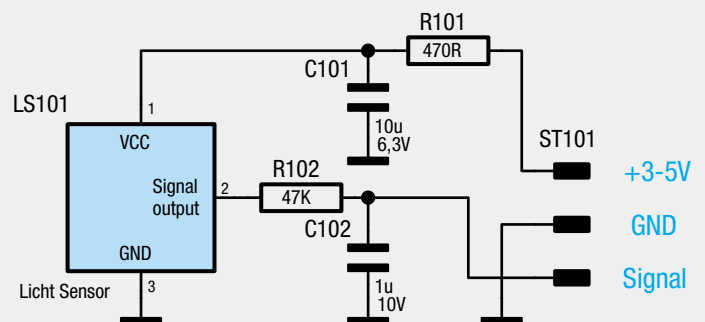 R101
470R
C101
10u
6,3V
LS101
1
VCC
ST101
+3-5V
Signal
output
2
R102
47K
GND
C102
GND
3
1u
10V
Signal
Licht Sensor